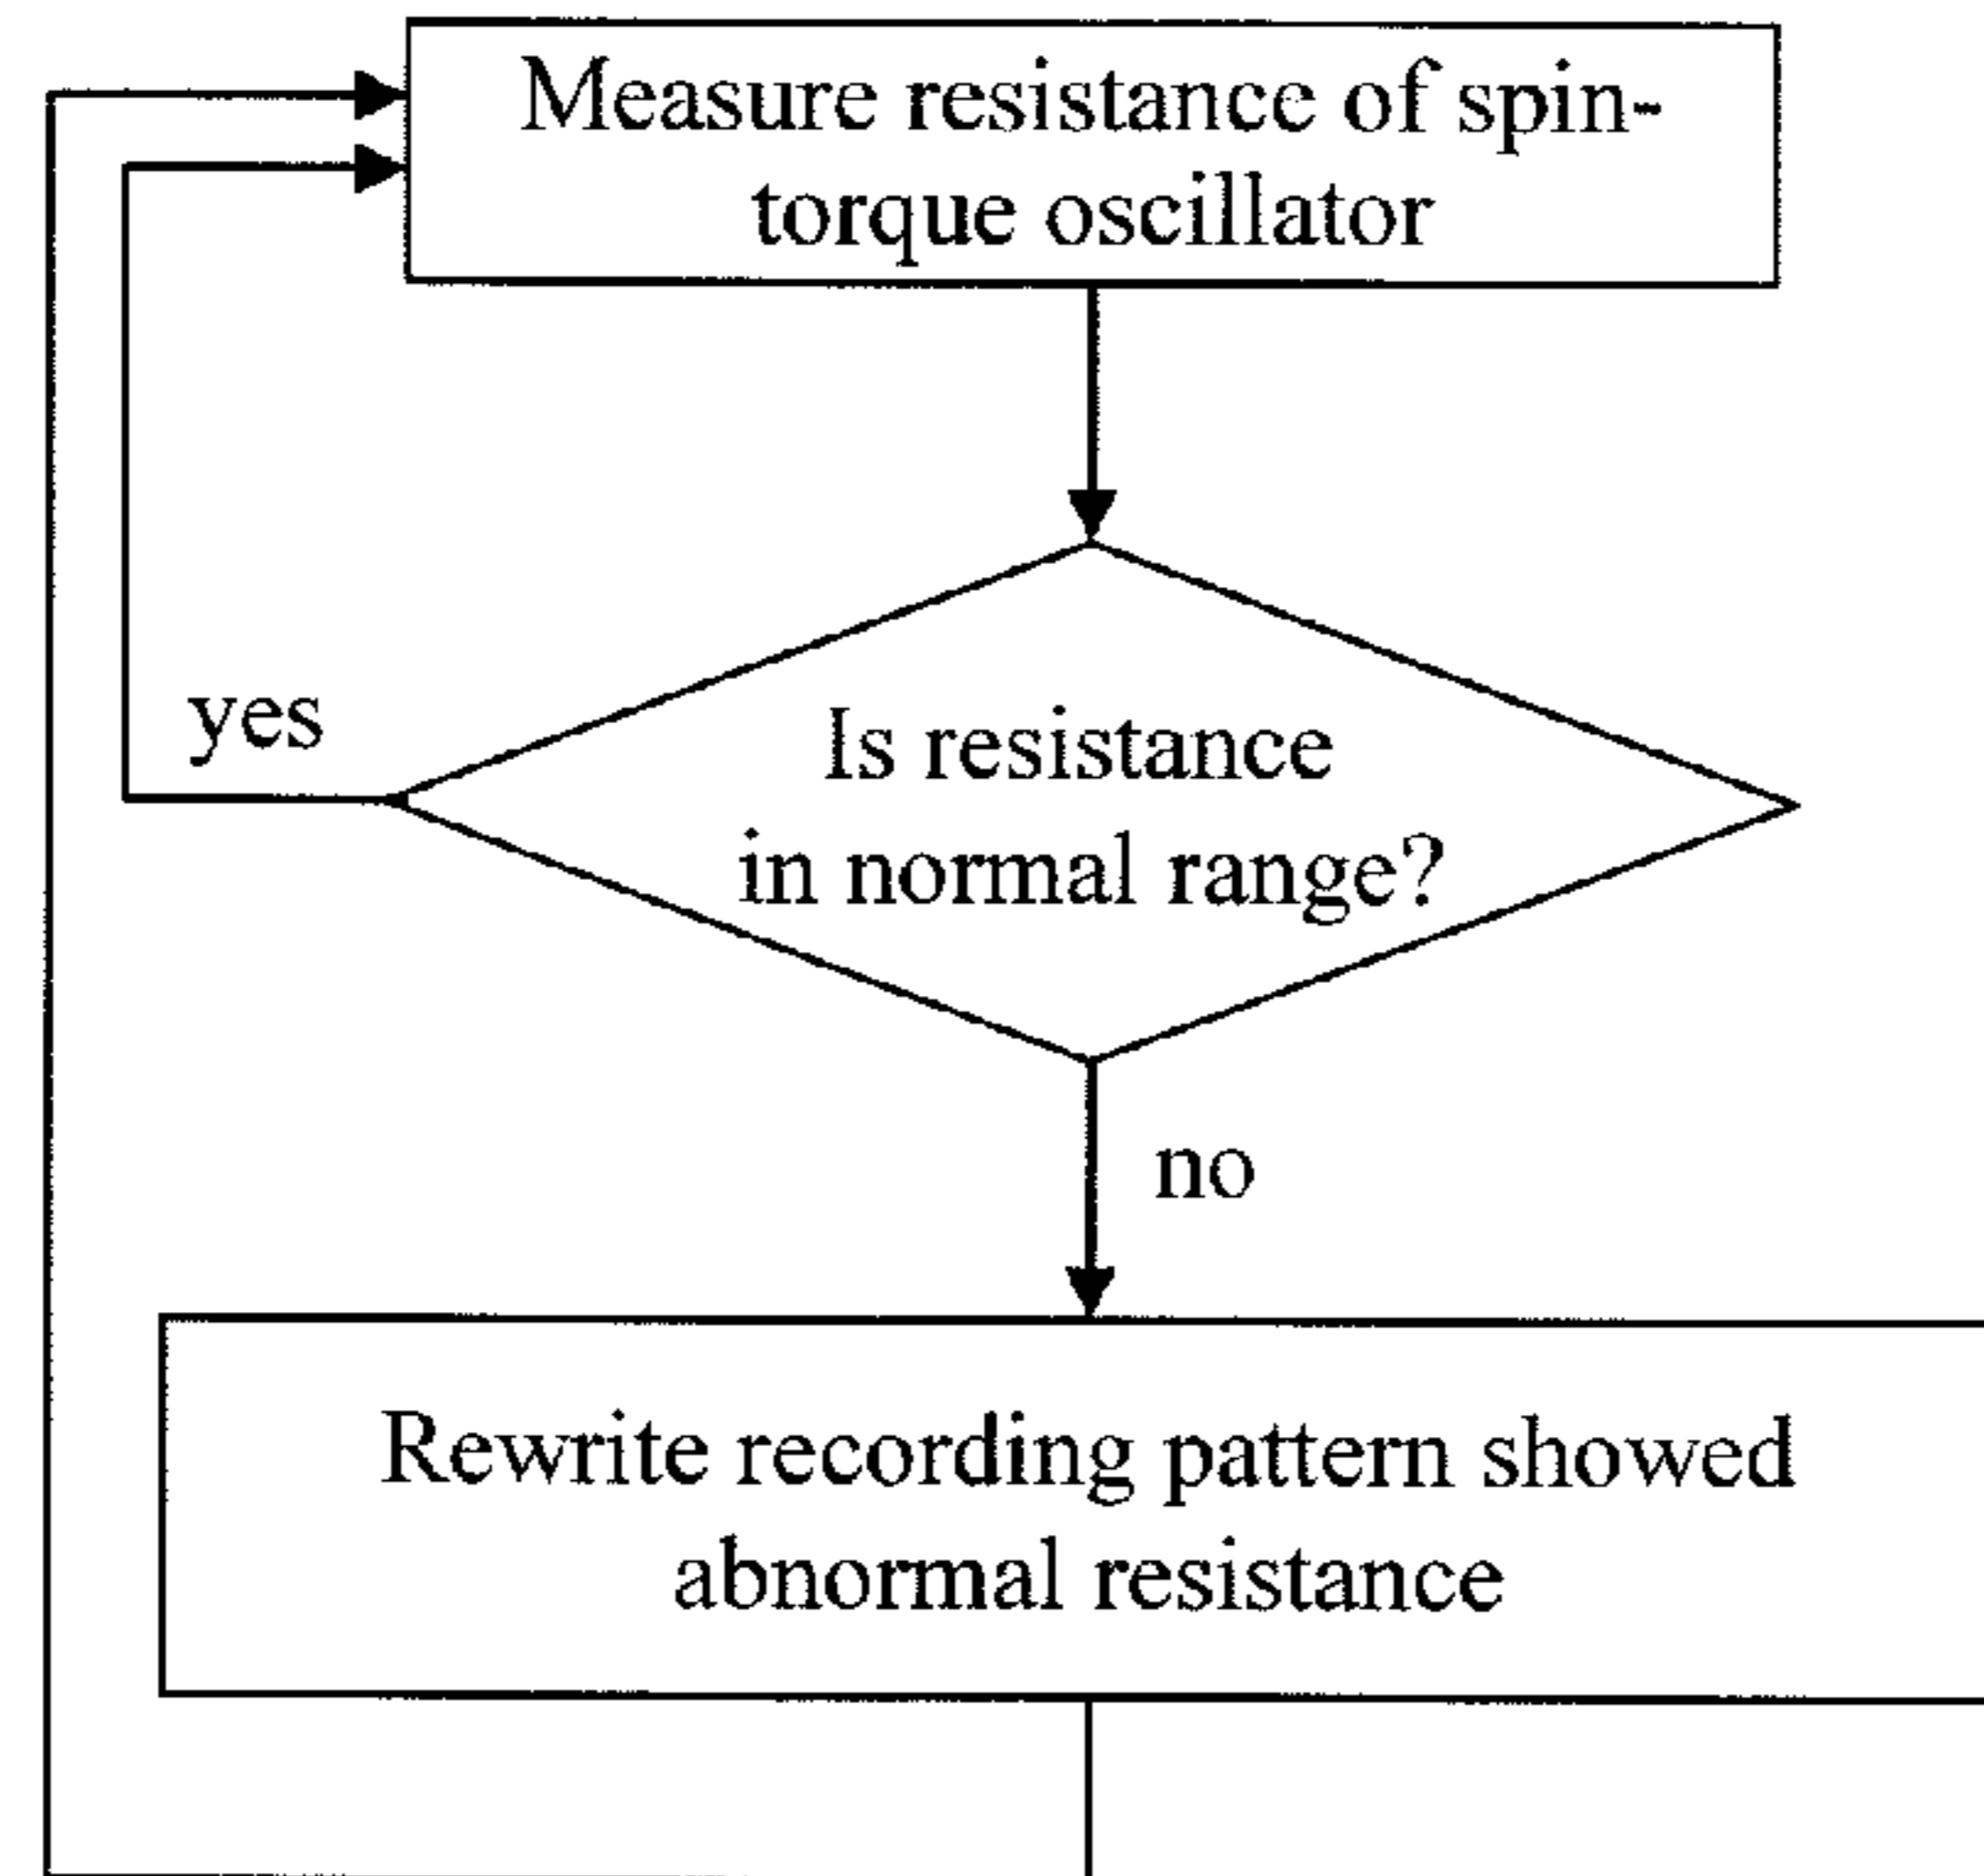 Measure resistance of spin-
torque oscillator
yes
Is resistance
in normal range?
no
Rewrite recording pattern showed
abnormal resistance